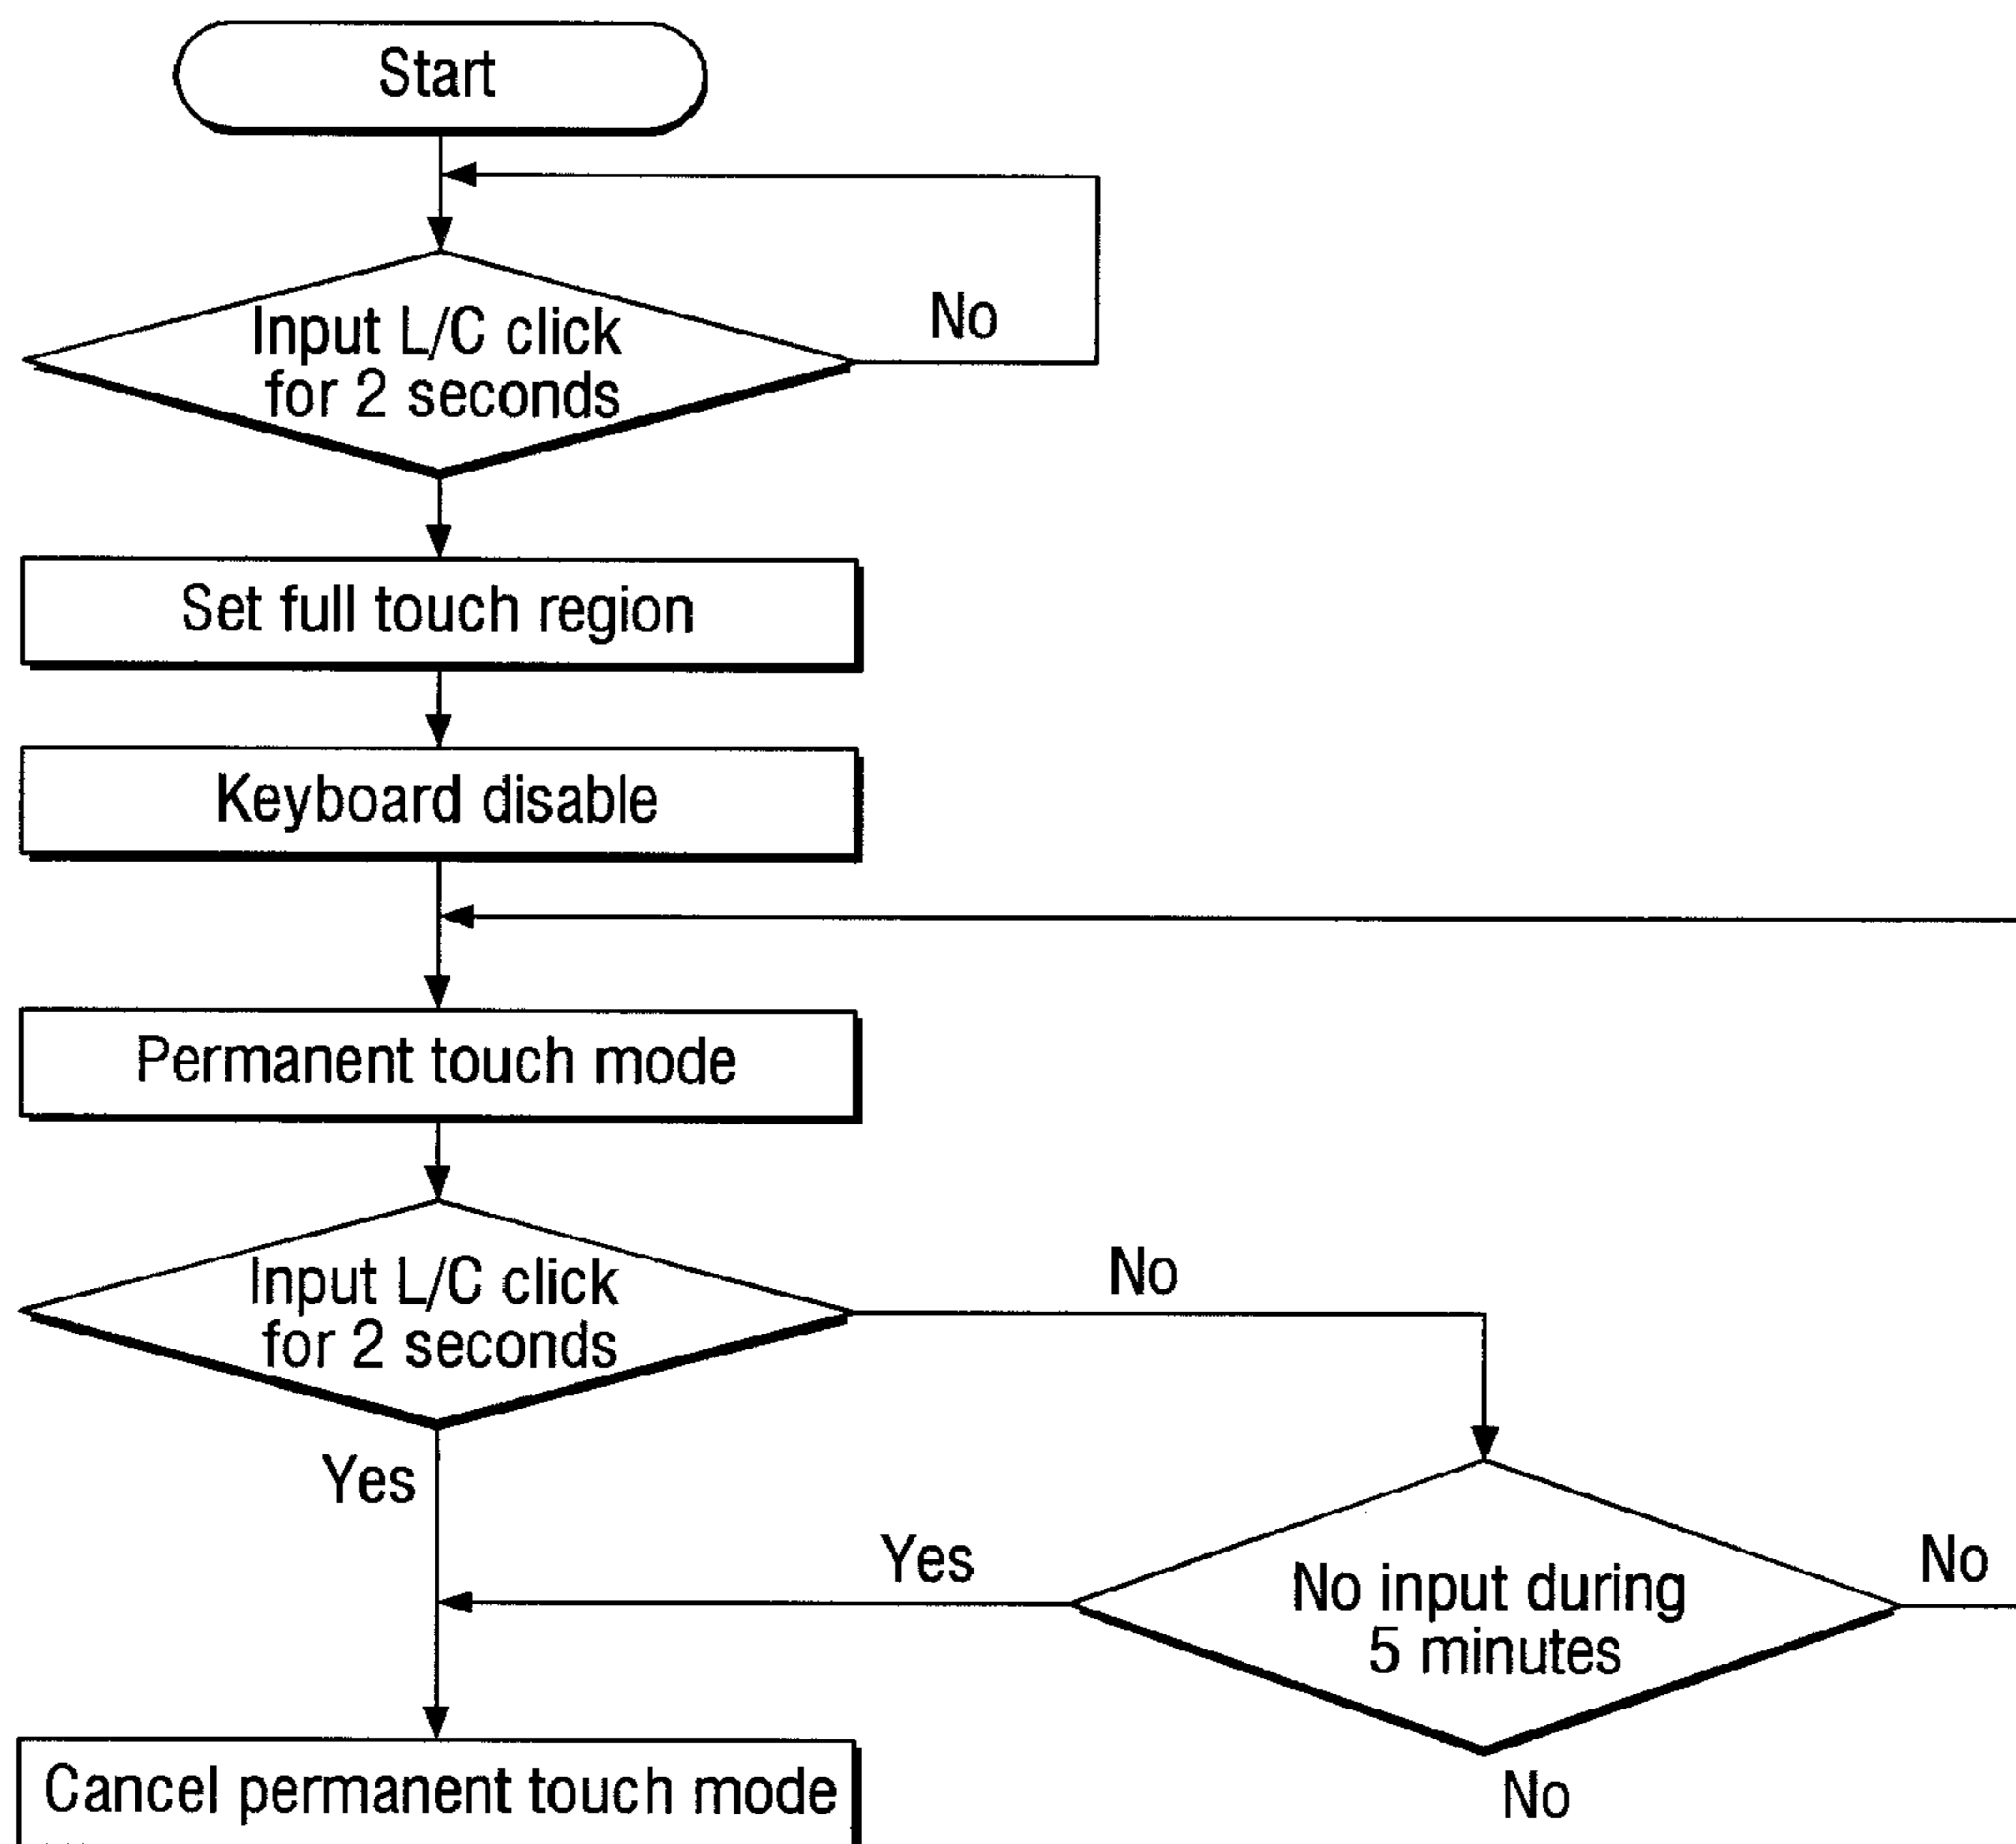 Start
No
Input L/C click
for 2 seconds
Set full touch region
Keyboard disable
Permanent touch mode
No
Input L/C click
for 2 seconds
Yes
Yes
No
No input during
5 minutes
Cancel permanent touch mode
No